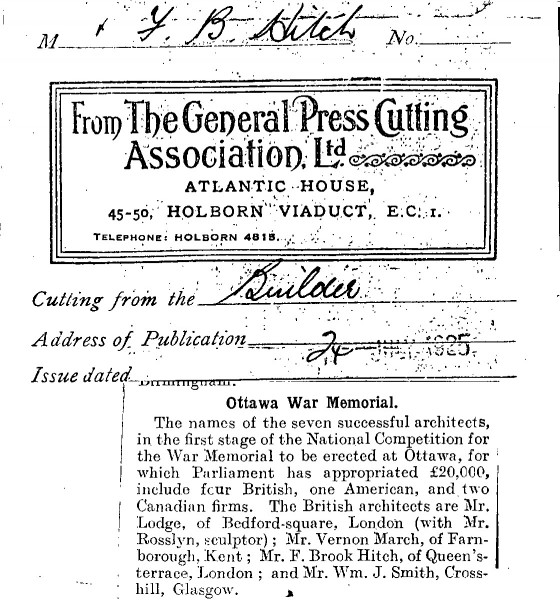 M r F. B. Hitch No.
From The General Press Cutting
Association, Ltd
ATLANTIC HOUSE,
45-50, HOLBORN VIADUCT, E.C. 1.
TELEPHONE: HOLBORN 4815.
Cutting from the Builder
Address of Publication
24 JUL 1925
Issue dated Birmingham.
Ottawa War Memorial.
The names of the seven successful architects,
in the first stage of the National Competition for
the War Memorial to be erected at Ottawa, for
which Parliament has appropriated £20,000,
include four British, one American, and two
Canadian firms. The British architects are Mr.
Lodge, of Bedford-square, London (with Mr.
Rosslyn, sculptor) ; Mr. Vernon March, of Farn-
borough, Kent ; Mr. F. Brook Hitch, of Queen's-
terrace, London ; and Mr. Wm. J. Smith, Cross-
hill, Glasgow.